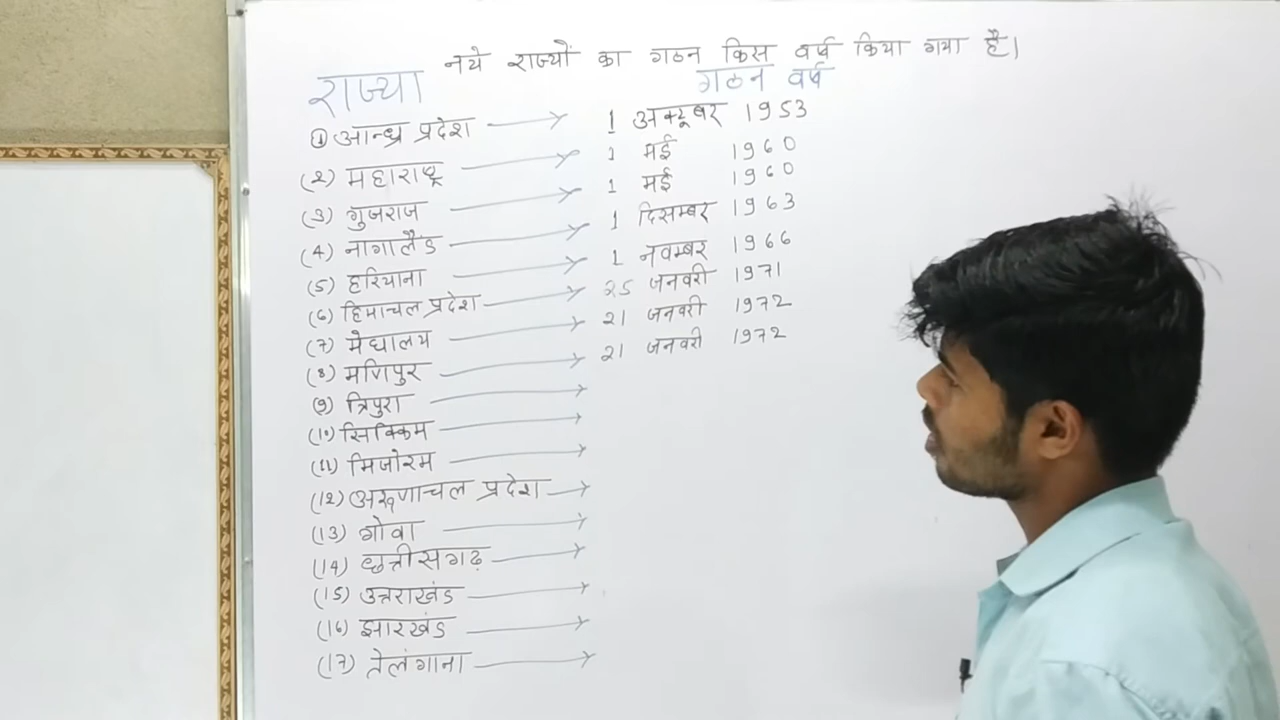 नये राज्यों का गठन किस वर्ष किया गया है।
राज्या गठन वर्ष
(1) आन्ध्र प्रदेश → 1 अक्टूबर 1953
(2) महाराष्ट्र → 1 मई 1960
(3) गुजराज → 1 मई 1960
(4) नागालैंड → 1 दिसम्बर 1963
(5) हरियाना → 1 नवम्बर 1966
(6) हिमाचल प्रदेश → 25 जनवरी 1971
(7) मेघालय → 21 जनवरी 1972
(8) मणिपुर → 21 जनवरी 1972
(9) त्रिपुरा →
(10) सिक्किम →
(11) मिजोरम →
(12) अरूणाचल प्रदेश →
(13) गोवा →
(14) छत्तीसगढ़ →
(15) उत्तराखंड →
(16) झारखंड →
(17) तेलंगाना →